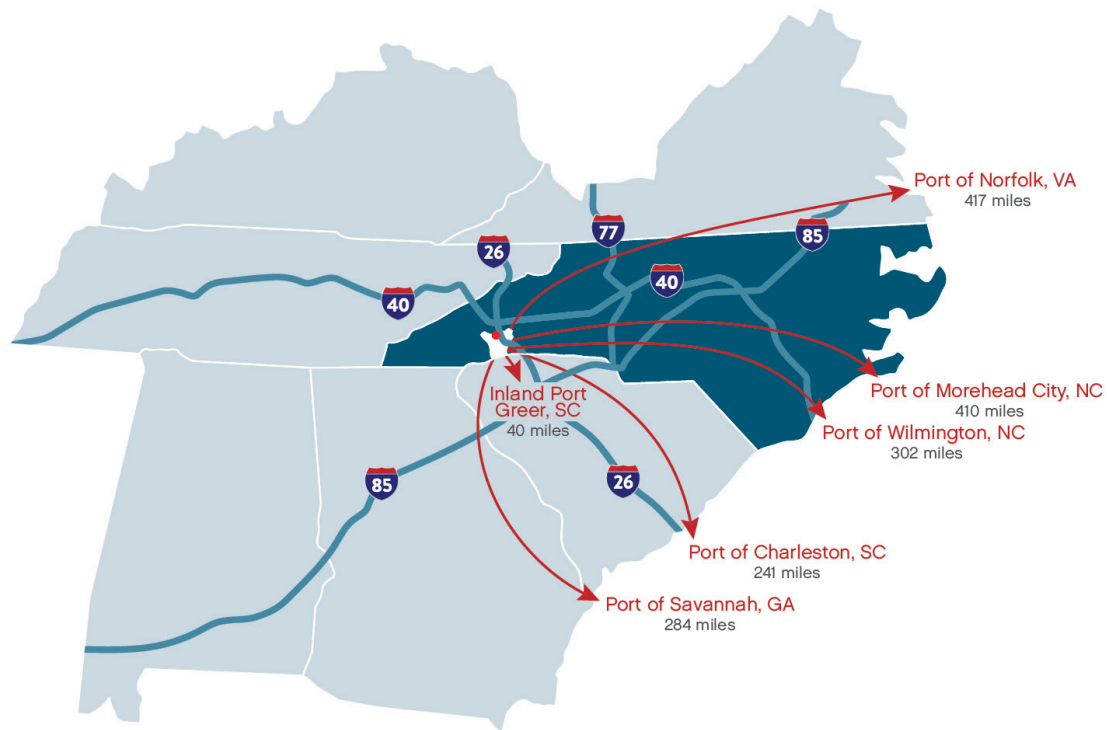 Port of Norfolk, VA
417 miles
77
85
26
40
40
Port of Morehead City, NC
410 miles
Inland Port
Greer, SC
40 miles
Port of Wilmington, NC
302 miles
85
26
Port of Charleston, SC
241 miles
Port of Savannah, GA
284 miles